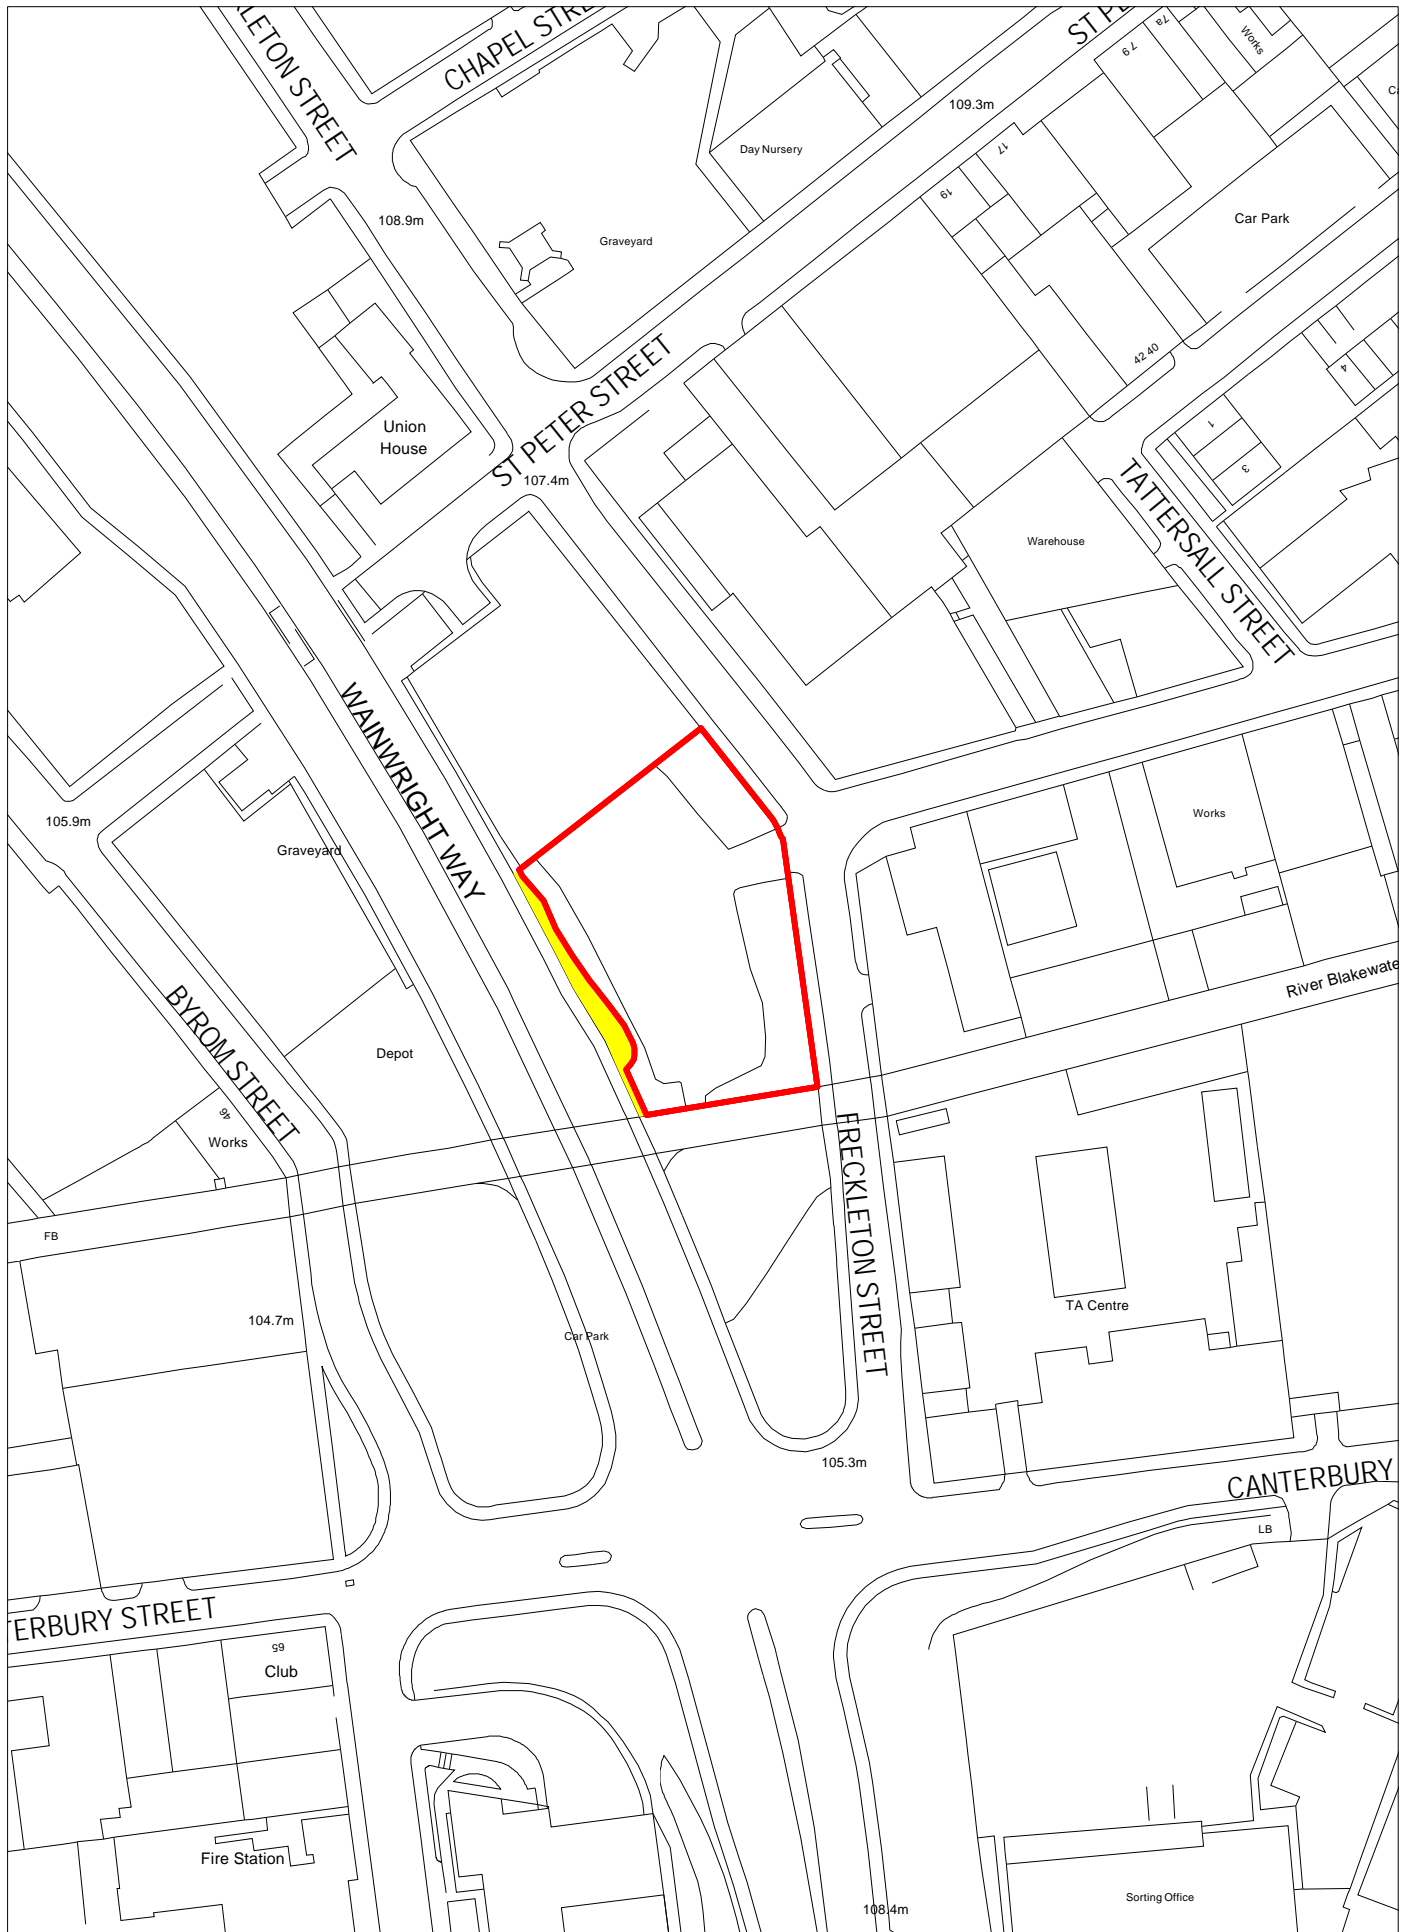 KLETON STREET
CHAPEL STRE
ST PE
7a
7 9
Works
Ca
109.3m
Day Nursery
17
19
Car Park
108.9m
Graveyard
42 40
4
ST PETER STREET
Union
House
1
3
107.4m
TATTERSALL STREET
Warehouse
WAINWRIGHT WAY
105.9m
Graveyard
Works
River Blakewate
BYROM STREET
Depot
46
Works
FRECKLETON STREET
FB
104.7m
TA Centre
Car Park
105.3m
CANTERBURY
LB
TERBURY STREET
65
Club
Fire Station
Sorting Office
108.4m